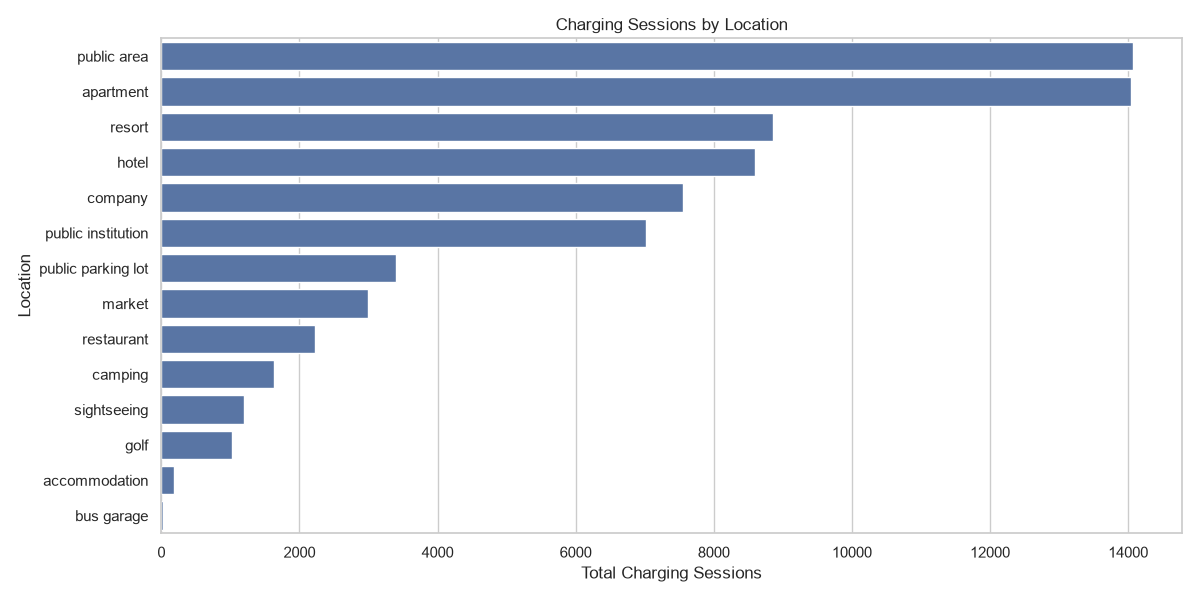 Charging Sessions by Location
public area
apartment
resort
hotel
company
public institution
public parking lot
market
restaurant
camping
sightseeing
golf
accommodation
bus garage
Location
0 2000 4000 6000 8000 10000 12000 14000
Total Charging Sessions